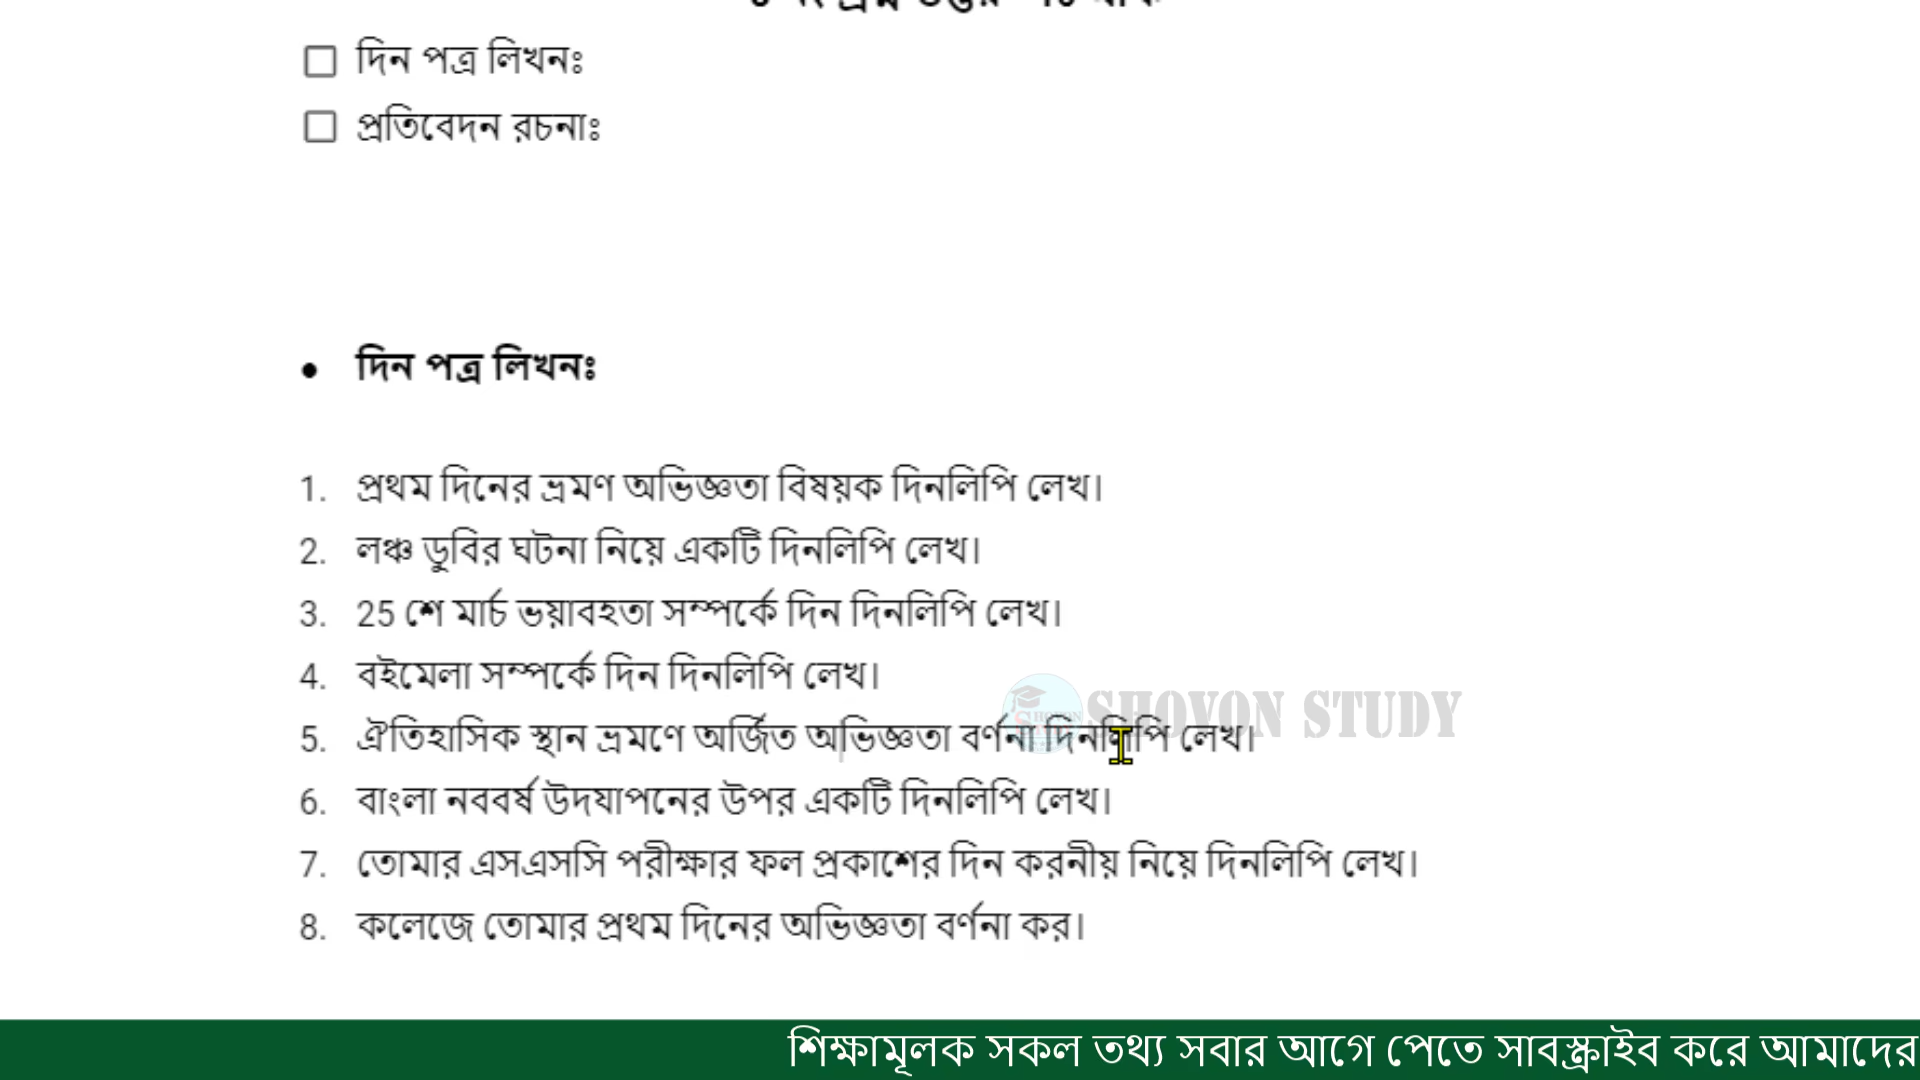 দিন পত্র লিখনঃ
প্রতিবেদন রচনাঃ
• দিন পত্র লিখনঃ
1. প্রথম দিনের ভ্রমণ অভিজ্ঞতা বিষয়ক দিনলিপি লেখ।
2. লঞ্চ ডুবির ঘটনা নিয়ে একটি দিনলিপি লেখ।
3. 25 শে মার্চ ভয়াবহতা সম্পর্কে দিন দিনলিপি লেখ।
4. বইমেলা সম্পর্কে দিন দিনলিপি লেখ।
SHOVON STUDY
5. ঐতিহাসিক স্থান ভ্রমণে অর্জিত অভিজ্ঞতা বর্ণনা দিনলিপি লেখ।
6. বাংলা নববর্ষ উদযাপনের উপর একটি দিনলিপি লেখ।
7. তোমার এসএসসি পরীক্ষার ফল প্রকাশের দিন করনীয় নিয়ে দিনলিপি লেখ।
8. কলেজে তোমার প্রথম দিনের অভিজ্ঞতা বর্ণনা কর।
শিক্ষামূলক সকল তথ্য সবার আগে পেতে সাবস্ক্রাইব করে আমাদের